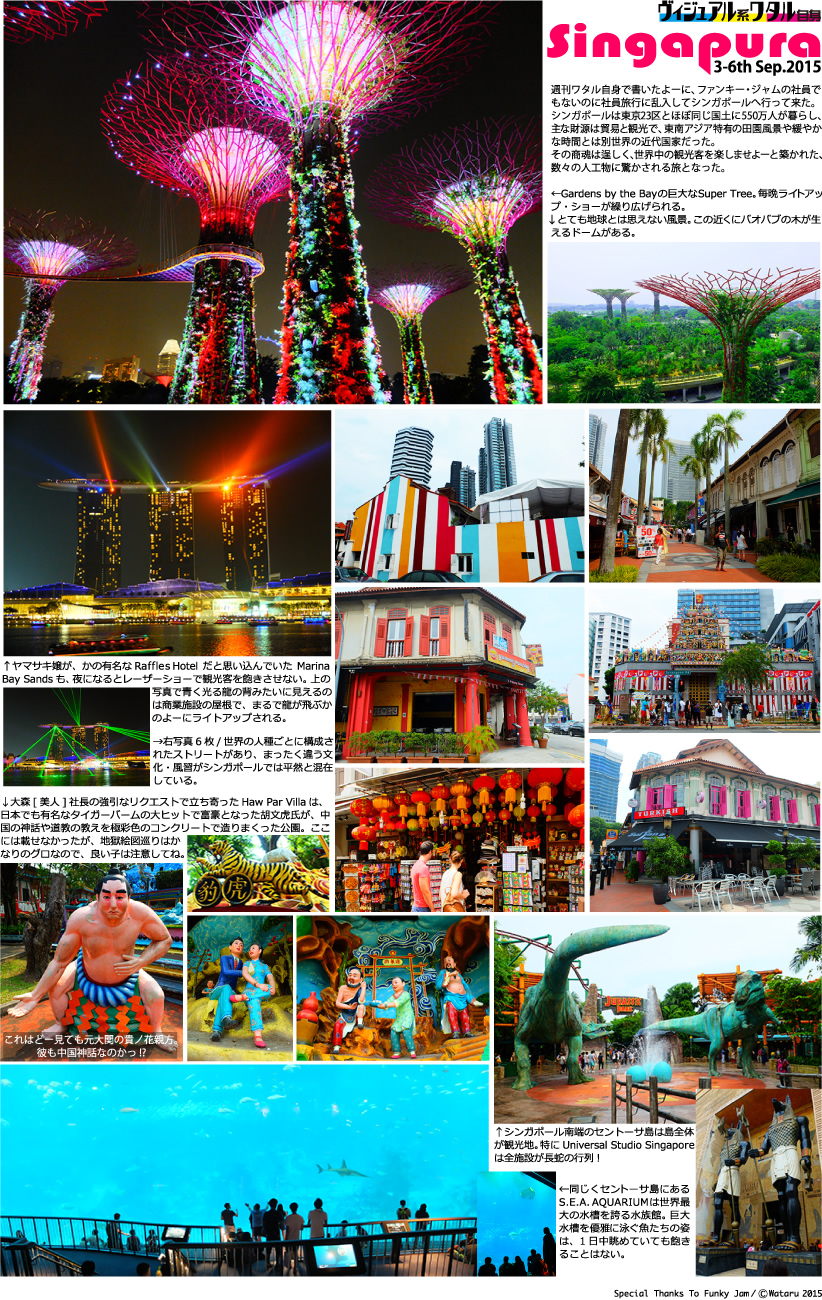 ヴィジュアル系ワタル自身
Singapura
3-6th Sep.2015
週刊ワタル自身で書いたよーに、ファンキー・ジャムの社員で
もないのに社員旅行に乱入してシンガポールへ行って来た。
シンガポールは東京23区とほぼ同じ国土に550万人が暮らし、
主な財源は貿易と観光で、東南アジア特有の田園風景や緩やか
な時間とは別世界の近代国家だった。
その商魂は逞しく、世界中の観光客を楽しませよーと築かれた、
数々の人工物に驚かされる旅となった。
←Gardens by the Bayの巨大なSuper Tree。毎晩ライトアッ
プ・ショーが繰り広げられる。
↓とても地球とは思えない風景。この近くにバオバブの木が生
えるドームがある。
↑ヤマサキ嬢が、かの有名な Raffles Hotel だと思い込んでいた Marina
Bay Sands も、夜になるとレーザーショーで観光客を飽きさせない。上の
写真で青く光る龍の背みたいに見えるの
は商業施設の屋根で、まるで龍が飛ぶか
のよーにライトアップされる。
→右写真6枚/世界の人種ごとに構成さ
れたストリートがあり、まったく違う文
化・風習がシンガポールでは平然と混在
している。
↓大森[美人]社長の強引なリクエストで立ち寄った Haw Par Villa は、
日本でも有名なタイガーバームの大ヒットで富豪となった胡文虎氏が、中
国の神話や道教の教えを極彩色のコンクリートで造りまくった公園。ここ
には載せなかったが、地獄絵図巡りはか
なりのグロなので、良い子は注意してね。
50
TURKISH
豹虎
これはどー見ても元大関の貴ノ花親方。
彼も中国神話なのかっ!?
JURASSIC
PARK
↑シンガポール南端のセントーサ島は島全体
が観光地。特に Universal Studio Singapore
は全施設が長蛇の行列！
←同じくセントーサ島にある
S.E.A. AQUARIUMは世界最
大の水槽を誇る水族館。巨大
水槽を優雅に泳ぐ魚たちの姿
は、1日中眺めていても飽き
ることはない。
Special Thanks To Funky Jam/©Wataru 2015